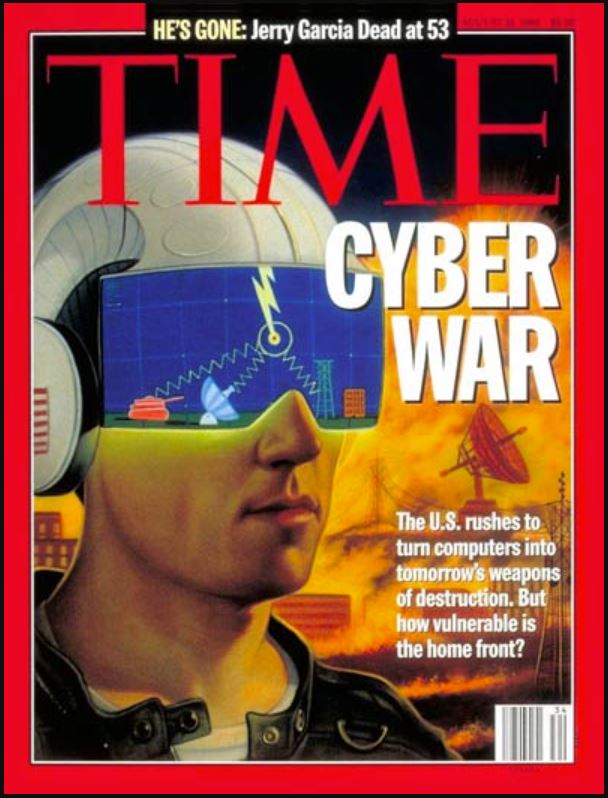 HE'S GONE: Jerry Garcia Dead at 53
TIME
CYBER
WAR
The U.S. rushes to
turn computers into
tomorrow's weapons
of destruction. But
how vulnerable is
the home front?
34